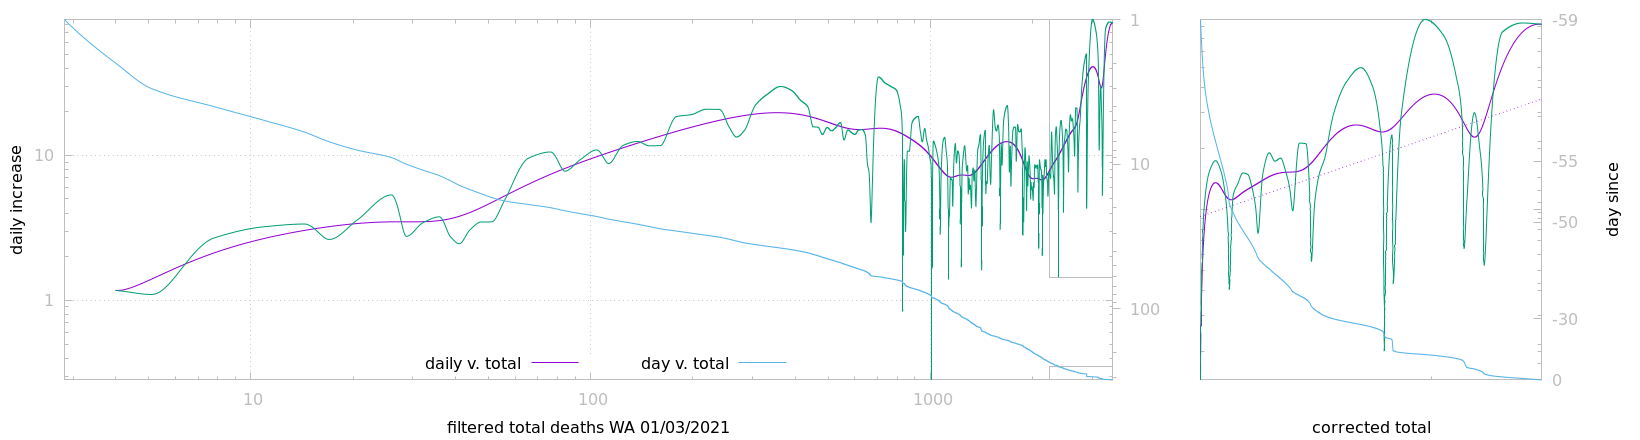 daily increase
10
1
daily v. total
day v. total
10
100
1000
filtered total deaths WA 01/03/2021
1
10
100
corrected total
-59
-55
-50
-30
0
day since